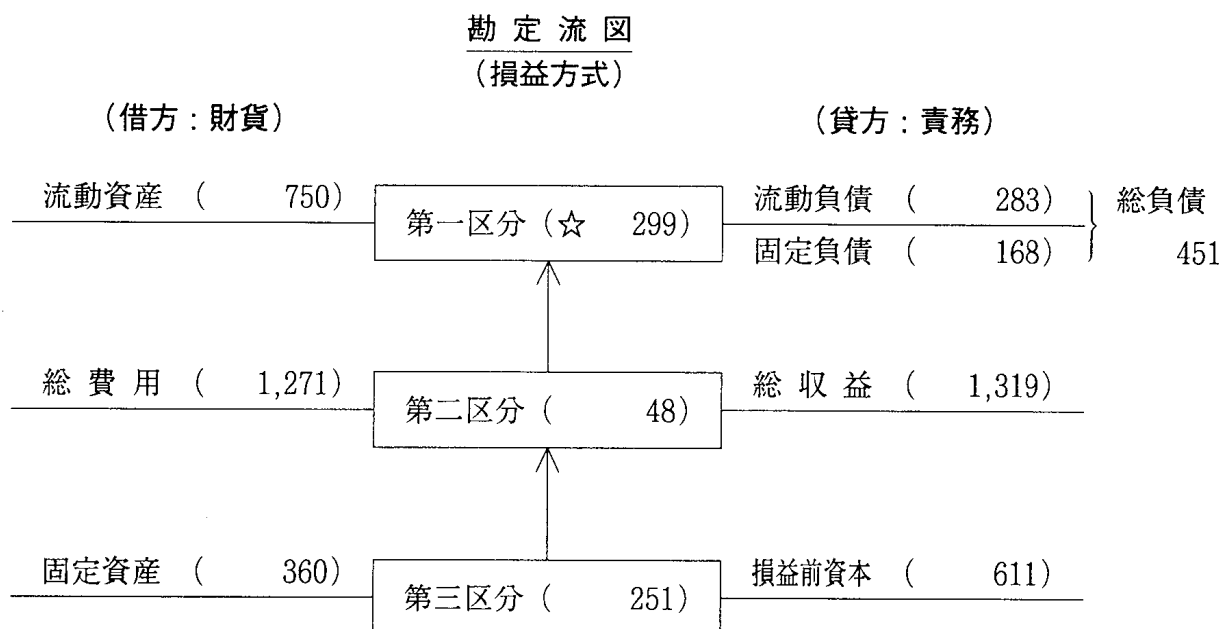 勘定流図
(損益方式)
(借方:財貨) (貸方:責務)
流動資産 ( 750) 第一区分(☆ 299) 流動負債 ( 283) 総負債
固定負債 ( 168) 451
総費用 ( 1,271) 第二区分( 48) 総収益 ( 1,319)
固定資産 ( 360) 第三区分( 251) 損益前資本 ( 611)